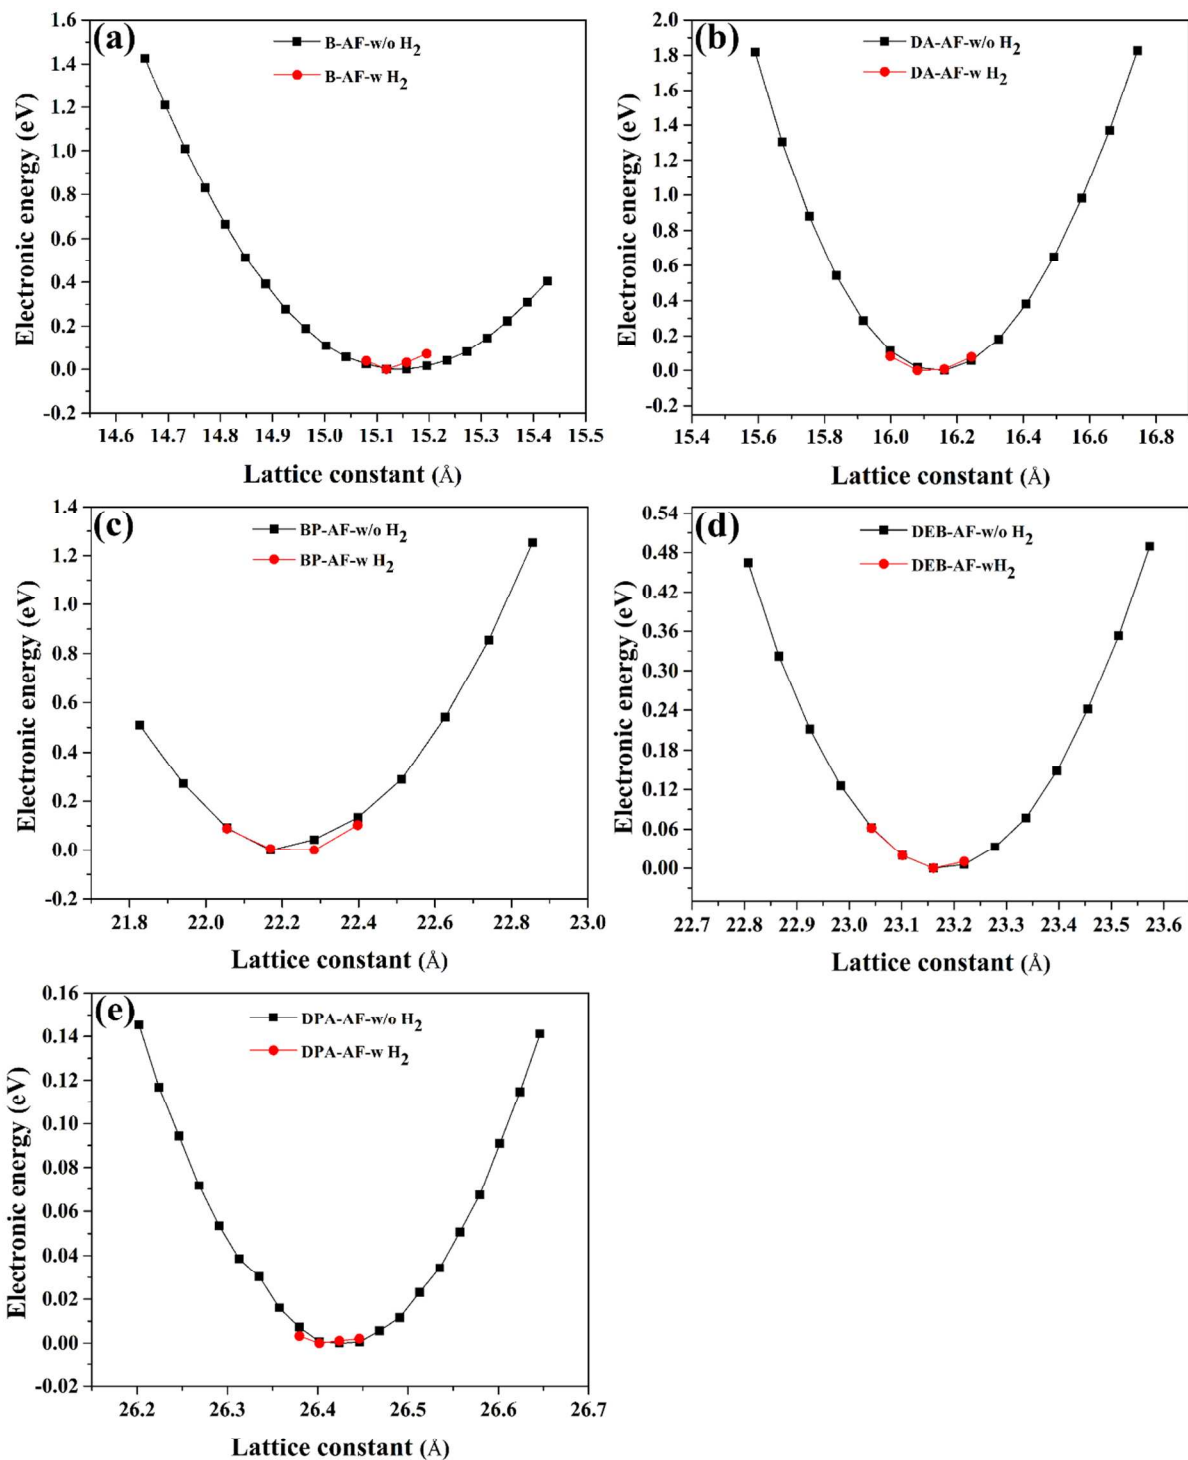 (a)
B-AF-w/o H2
B-AF-w H2
Electronic energy (eV)
1.6
1.4
1.2
1.0
0.8
0.6
0.4
0.2
0.0
-0.2
14.6 14.7 14.8 14.9 15.0 15.1 15.2 15.3 15.4 15.5
Lattice constant (Å)
(b)
DA-AF-w/o H2
DA-AF-w H2
Electronic energy (eV)
2.0
1.8
1.6
1.4
1.2
1.0
0.8
0.6
0.4
0.2
0.0
-0.2
15.4 15.6 15.8 16.0 16.2 16.4 16.6 16.8
Lattice constant (Å)
(c)
BP-AF-w/o H2
BP-AF-w H2
Electronic energy (eV)
1.4
1.2
1.0
0.8
0.6
0.4
0.2
0.0
-0.2
21.8 22.0 22.2 22.4 22.6 22.8 23.0
Lattice constant (Å)
(d)
DEB-AF-w/o H2
DEB-AF-wH2
Electronic energy (eV)
0.54
0.48
0.42
0.36
0.30
0.24
0.18
0.12
0.06
0.00
22.7 22.8 22.9 23.0 23.1 23.2 23.3 23.4 23.5 23.6
Lattice constant (Å)
(e)
DPA-AF-w/o H2
DPA-AF-w H2
Electronic energy (eV)
0.16
0.14
0.12
0.10
0.08
0.06
0.04
0.02
0.00
-0.02
26.2 26.3 26.4 26.5 26.6 26.7
Lattice constant (Å)